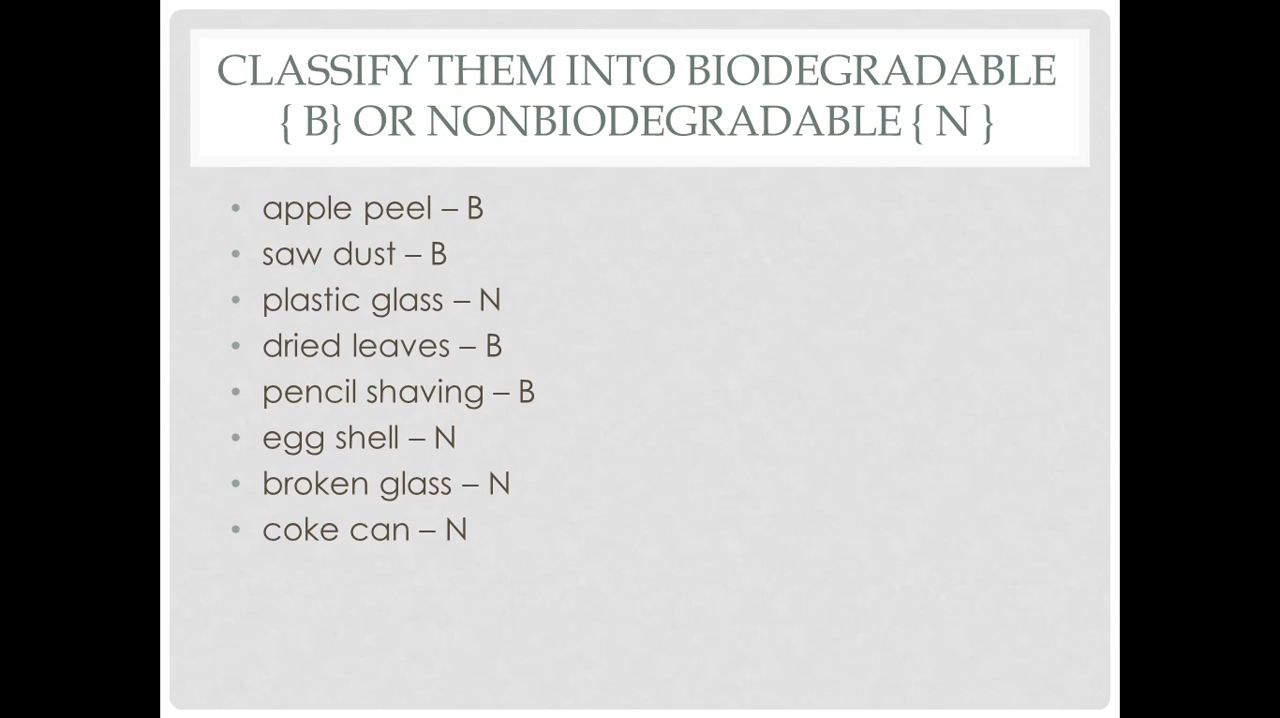 CLASSIFY THEM INTO BIODEGRADABLE
{ B} OR NONBIODEGRADABLE { N }
• apple peel – B
• saw dust – B
• plastic glass – N
• dried leaves – B
• pencil shaving – B
• egg shell – N
• broken glass – N
• coke can – N